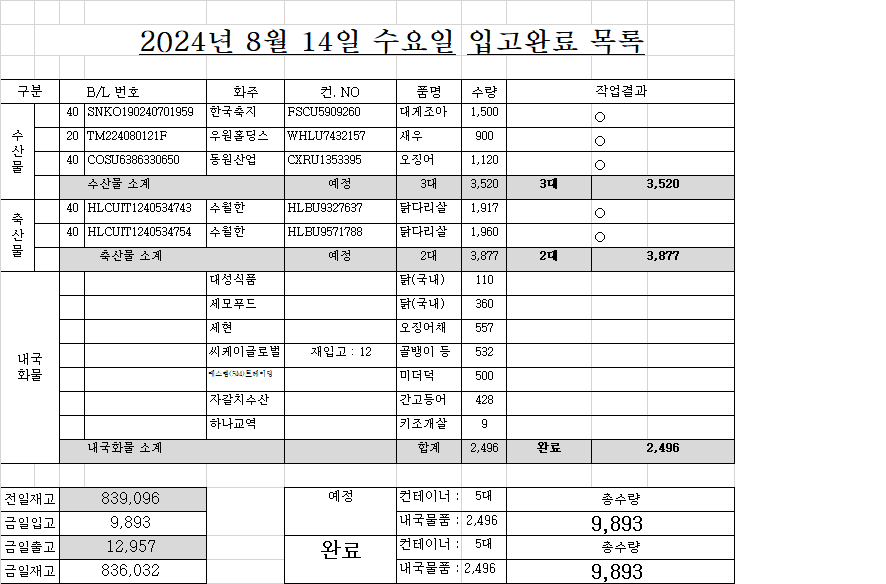 2024년 8월 14일 수요일 입고완료 목록
구분 B/L 번호 화주 컨. NO 품명 수량 작업결과
수산물
40 SNKO190240701959 한국축지 FSCU5909260 대게조아 1,500 ○
20 TM224080121F 우원홀딩스 WHLU7432157 새우 900 ○
40 COSU6386330650 동원산업 CXRU1353395 오징어 1,120 ○
수산물 소계 예정 3대 3,520 3대 3,520
축산물
40 HLCUIT1240534743 수월한 HLBU9327637 닭다리살 1,917 ○
40 HLCUIT1240534754 수월한 HLBU9571788 닭다리살 1,960 ○
축산물 소계 예정 2대 3,877 2대 3,877
내국
화물
대성식품 닭(국내) 110
세모푸드 닭(국내) 360
세현 오징어채 557
씨케이글로벌 재입고 : 12 골뱅이 등 532
미더덕 500
자갈치수산 간고등어 428
하나교역 키조개살 9
내국화물 소계 합계 2,496 완료 2,496
전일재고 839,096 예정 컨테이너 : 5대 총수량
금일입고 9,893 내국물품 : 2,496 9,893
금일출고 12,957 완료 컨테이너 : 5대 총수량
금일재고 836,032 내국물품 : 2,496 9,893